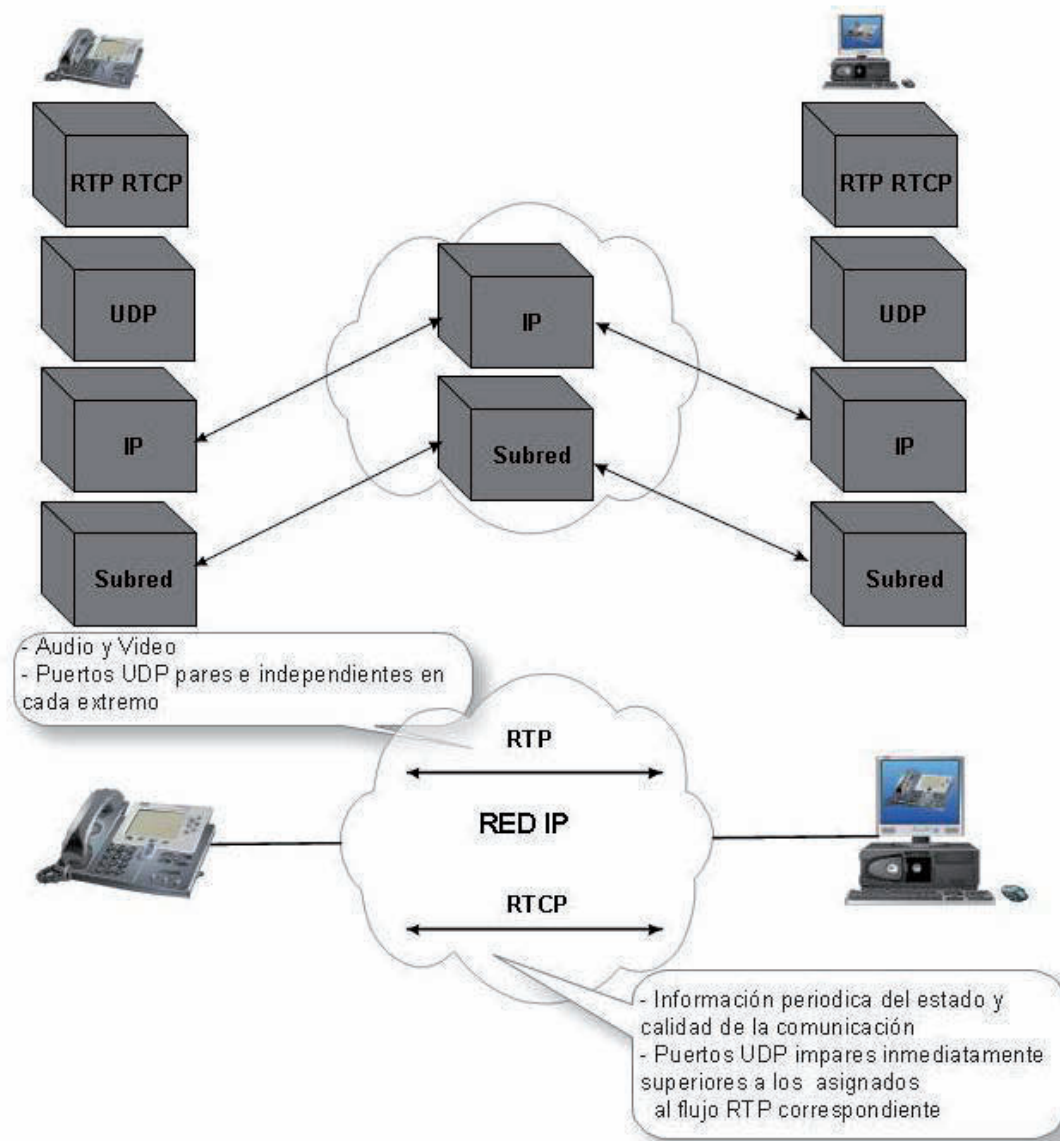 RTP RTCP
RTP RTCP
UDP
IP
UDP
IP
Subred
IP
Subred
Subred
- Audio y Video
- Puertos UDP pares e independientes en
cada extremo
RTP
RED IP
RTCP
- Información periodica del estado y
calidad de la comunicación
- Puertos UDP impares inmediatamente
superiores a los asignados
al flujo RTP correspondiente